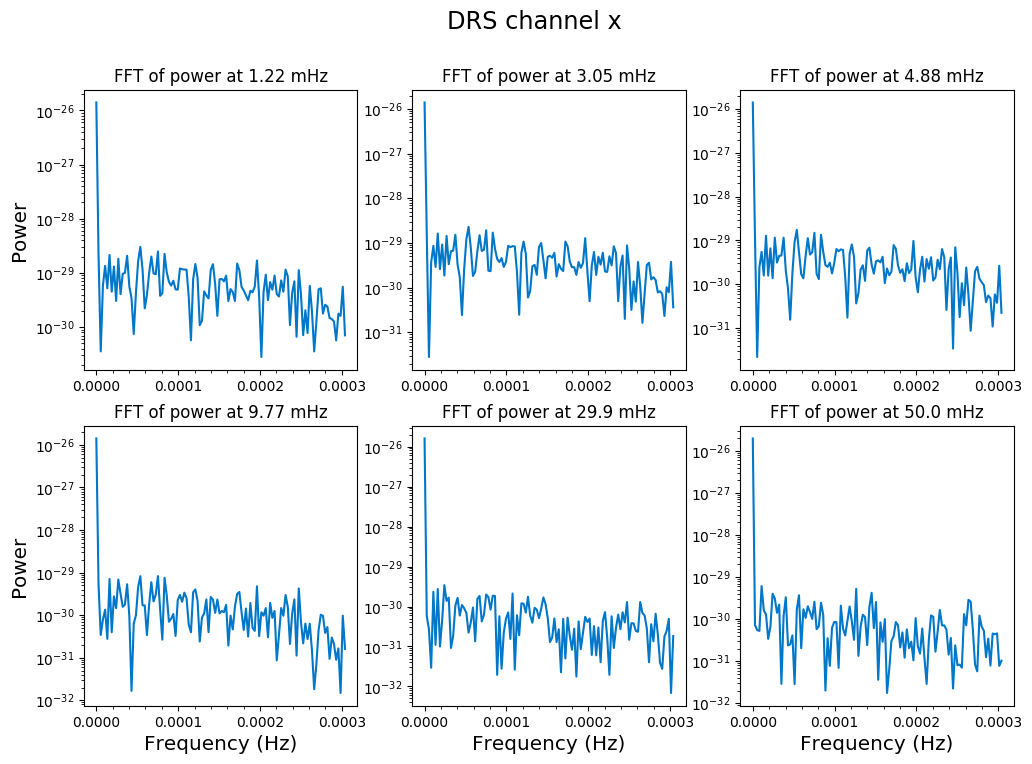 DRS channel x
FFT of power at 1.22 mHz
FFT of power at 3.05 mHz
FFT of power at 4.88 mHz
Power
10⁻²⁶
10⁻²⁷
10⁻²⁸
10⁻²⁹
10⁻³⁰
0.0000 0.0001 0.0002 0.0003
10⁻²⁶
10⁻²⁷
10⁻²⁸
10⁻²⁹
10⁻³⁰
10⁻³¹
0.0000 0.0001 0.0002 0.0003
10⁻²⁶
10⁻²⁷
10⁻²⁸
10⁻²⁹
10⁻³⁰
10⁻³¹
0.0000 0.0001 0.0002 0.0003
FFT of power at 9.77 mHz
FFT of power at 29.9 mHz
FFT of power at 50.0 mHz
Power
10⁻²⁶
10⁻²⁷
10⁻²⁸
10⁻²⁹
10⁻³⁰
10⁻³¹
10⁻³²
0.0000 0.0001 0.0002 0.0003
Frequency (Hz)
10⁻²⁶
10⁻²⁷
10⁻²⁸
10⁻²⁹
10⁻³⁰
10⁻³¹
10⁻³²
0.0000 0.0001 0.0002 0.0003
Frequency (Hz)
10⁻²⁶
10⁻²⁷
10⁻²⁸
10⁻²⁹
10⁻³⁰
10⁻³¹
10⁻³²
0.0000 0.0001 0.0002 0.0003
Frequency (Hz)